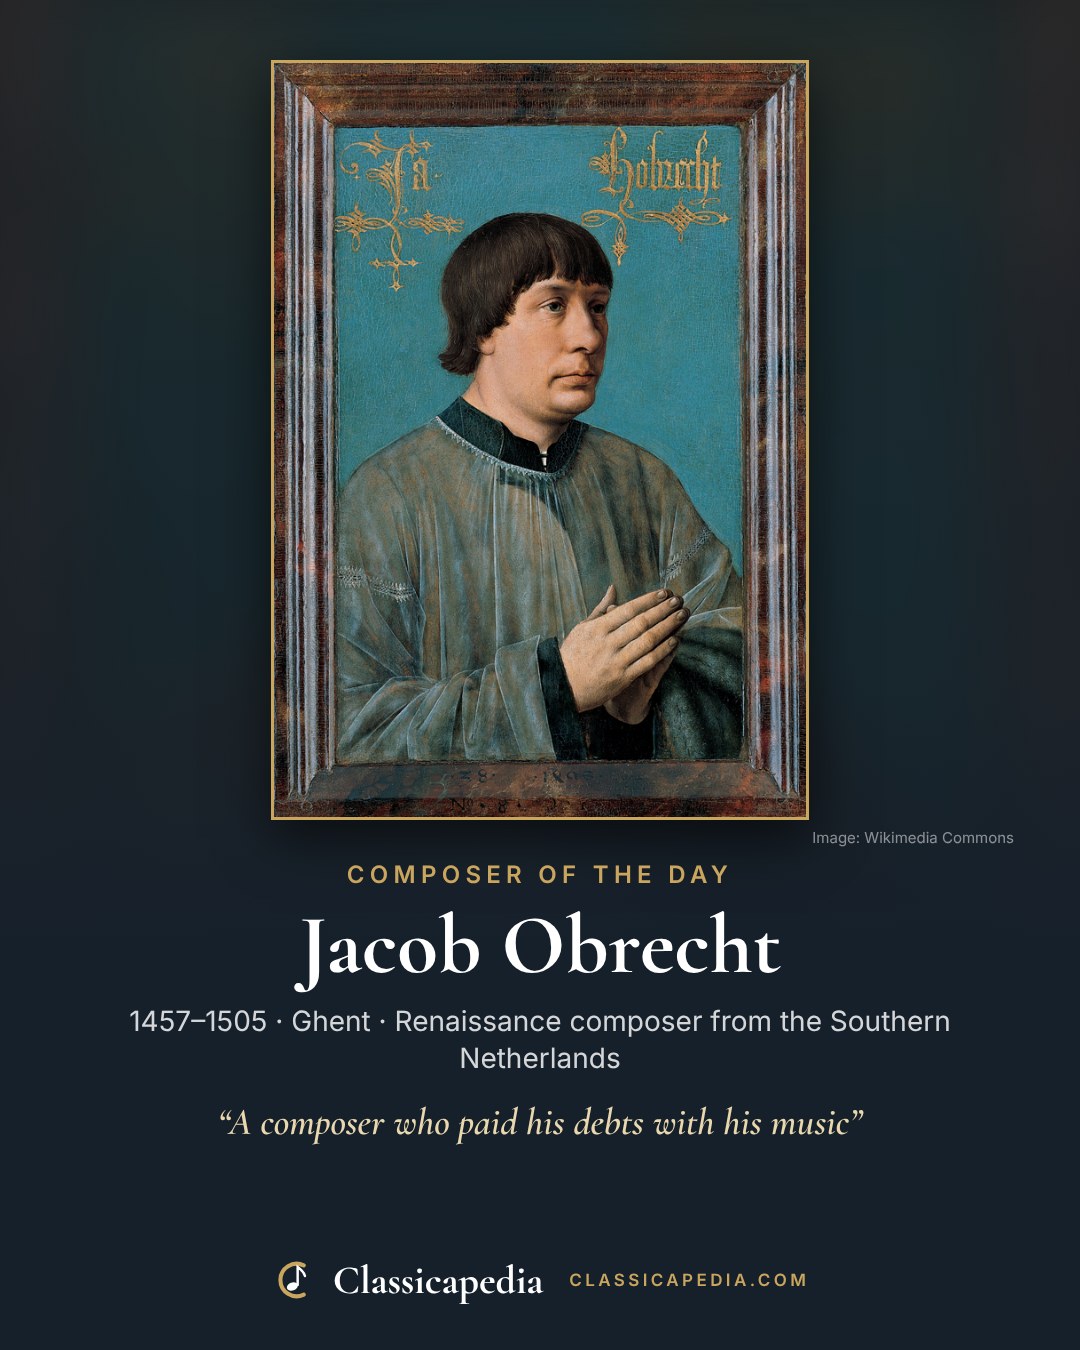 Ja
Hobrecht
Image: Wikimedia Commons
COMPOSER OF THE DAY
Jacob Obrecht
1457–1505 · Ghent · Renaissance composer from the Southern
Netherlands
“A composer who paid his debts with his music”
Classicapedia CLASSICAPEDIA.COM